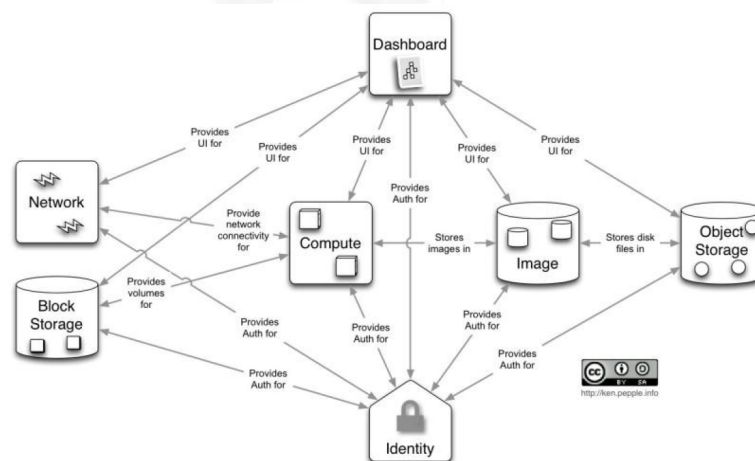 Dashboard
Provides
UI for
Provides
UI for
Provides
UI for
Provides
UI for
Provides
UI for
Provides
Auth for
Network
Provide
network
connectivity
for
Compute
Stores
images in
Image
Stores disk
files in
Object
Storage
Block
Storage
Provides
volumes
for
Provides
Auth for
Provides
Auth for
Provides
Auth for
Provides
Auth for
Provides
Auth for
Identity
cc
BY SA
http://ken.pepple.info